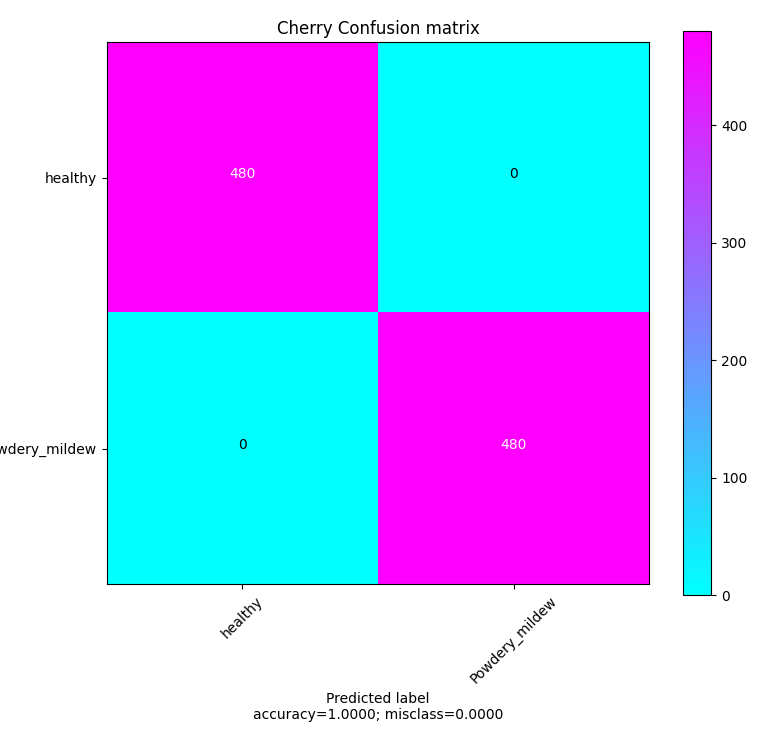 Cherry Confusion matrix
healthy
480
0
400
300
200
wdery_mildew
0
480
100
0
healthy
Powdery_mildew
Predicted label
accuracy=1.0000; misclass=0.0000